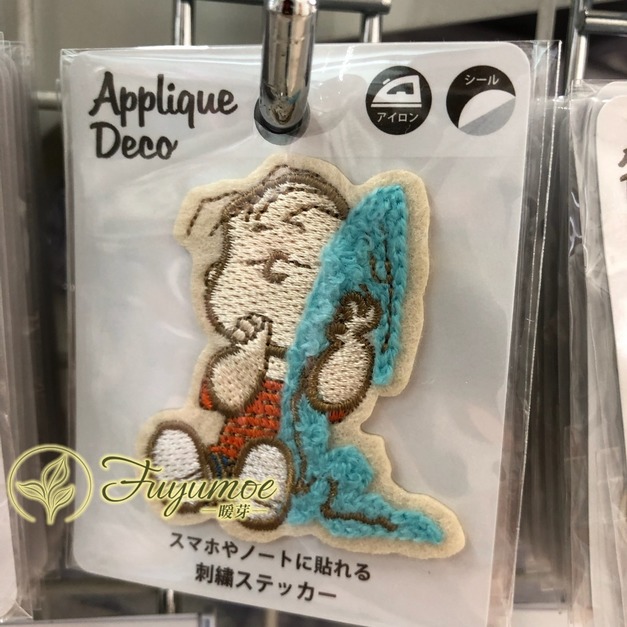 Applique
Deco
アイロン
シール
Fuyumoe
暖芽
スマホやノートに貼れる
刺繍ステッカー